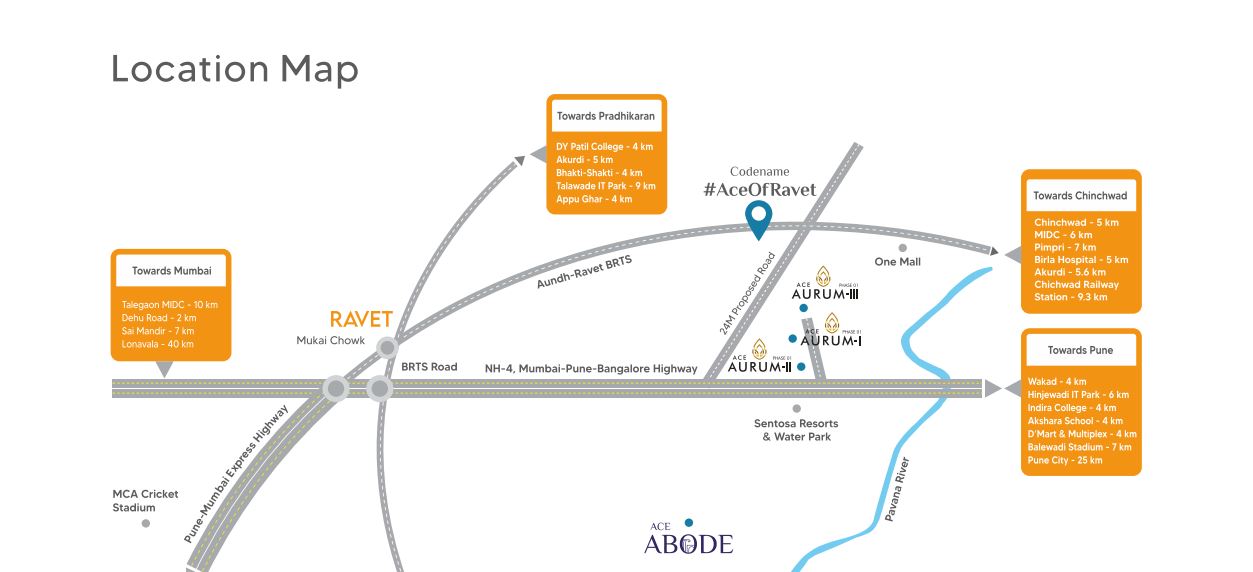 Location Map
Towards Pradhikaran
DY Patil College - 4 km
Akurdi - 5 km
Bhakti-Shakti - 4 km
Talawade IT Park - 9 km
Appu Ghar - 4 km
Codename
#AceOfRavet
Towards Chinchwad
Chinchwad - 5 km
MIDC - 6 km
Pimpri - 7 km
Birla Hospital - 5 km
Akurdi - 5.6 km
Chichwad Railway
Station - 9.3 km
Towards Mumbai
Talegaon MIDC - 10 km
Dehu Road - 2 km
Sai Mandir - 7 km
Lonavala - 40 km
Aundh-Ravet BRTS
One Mall
24M Proposed Road
ACE
PHASE 01
AURUM-III
RAVET
Mukai Chowk
ACE
PHASE 01
AURUM-I
ACE
PHASE 01
AURUM-II
BRTS Road
NH-4, Mumbai-Pune-Bangalore Highway
Towards Pune
Wakad - 4 km
Hinjewadi IT Park - 6 km
Indira College - 4 km
Akshara School - 4 km
D'Mart & Multiplex - 4 km
Balewadi Stadium - 7 km
Pune City - 25 km
Sentosa Resorts
& Water Park
Pune-Mumbai Express Highway
MCA Cricket
Stadium
Pavana River
ACE
ABODE